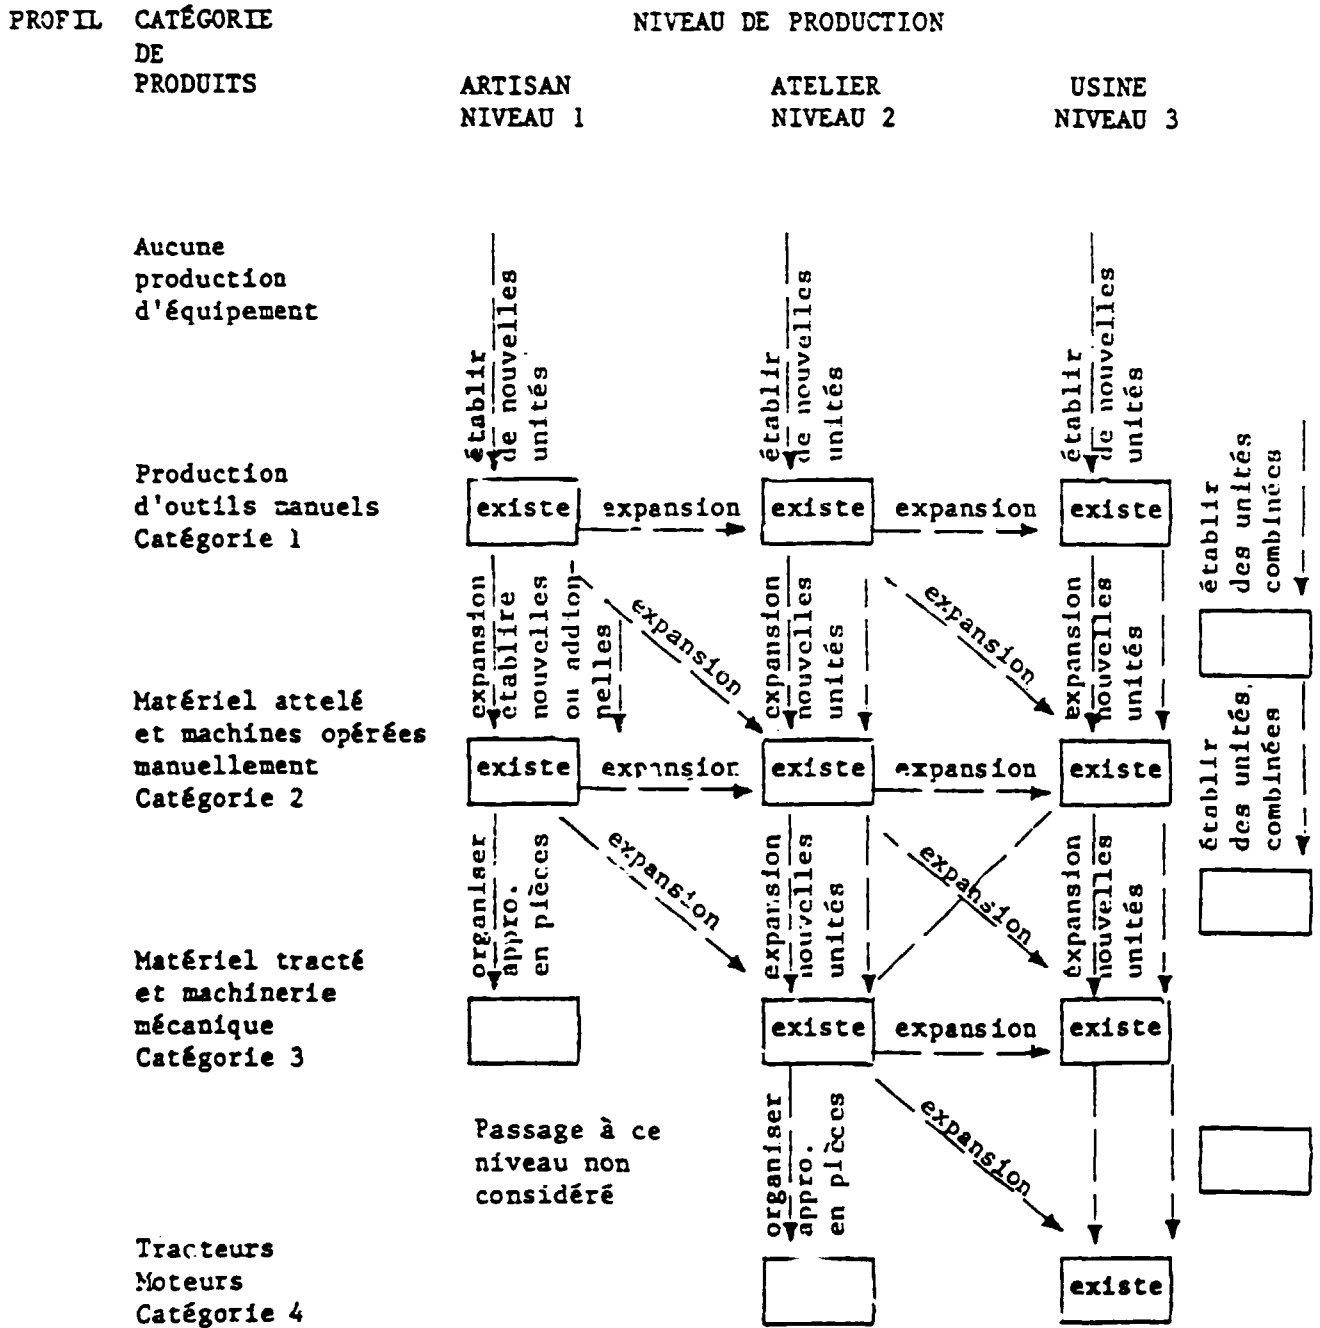 PROFIL CATÉGORIE DE PRODUITS
NIVEAU DE PRODUCTION
ARTISAN
NIVEAU 1
ATELIER
NIVEAU 2
USINE
NIVEAU 3
Aucune
production
d'équipement
établir
de nouvelles
unités
établir
de nouvelles
unités
établir
de nouvelles
unités
Production
d'outils manuels
Catégorie 1
existe
expansion
existe
expansion
existe
établir
des unités
combinées
expansion
établire
nouvelles
ou addion-
nelles
expansion
expansion
nouvelles
unités
expansion
expansion
nouvelles
unités
Matériel attelé
et machines opérées
manuellement
Catégorie 2
existe
expansion
existe
expansion
existe
établir
des unités
combinées
organiser
appro.
en pièces
expansion
expansion
nouvelles
unités
expansion
expansion
nouvelles
unités
Matériel tracté
et machinerie
mécanique
Catégorie 3
existe
expansion
existe
Passage à ce
niveau non
considéré
organiser
appro.
en pièces
expansion
Tracteurs
Moteurs
Catégorie 4
existe